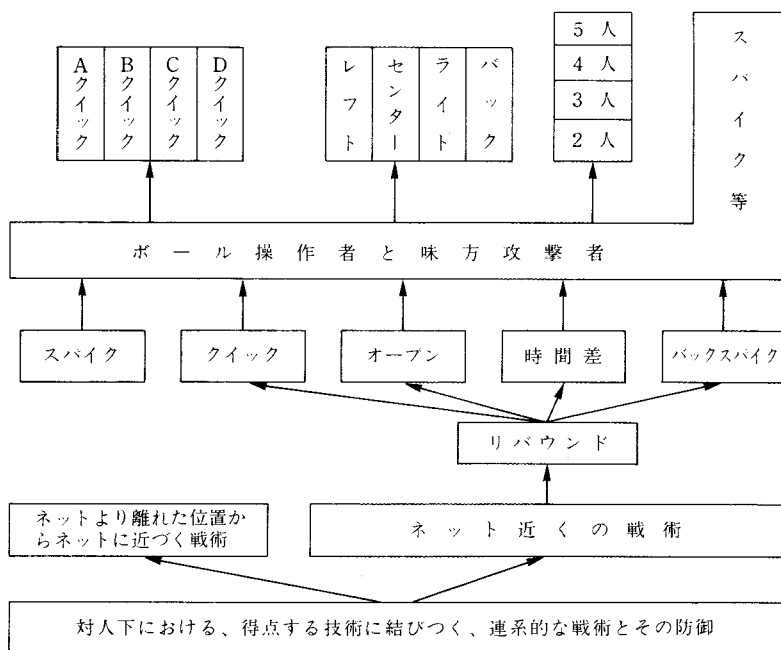 Aクイック
Bクイック
Cクイック
Dクイック
レフト
センター
ライト
バック
5人
4人
3人
2人
スパイク等
ボール操作者と味方攻撃者
スパイク
クイック
オープン
時間差
バックスパイク
リバウンド
ネットより離れた位置か
らネットに近づく戦術
ネット近くの戦術
対人下における、得点する技術に結びつく、連系的な戦術とその防御